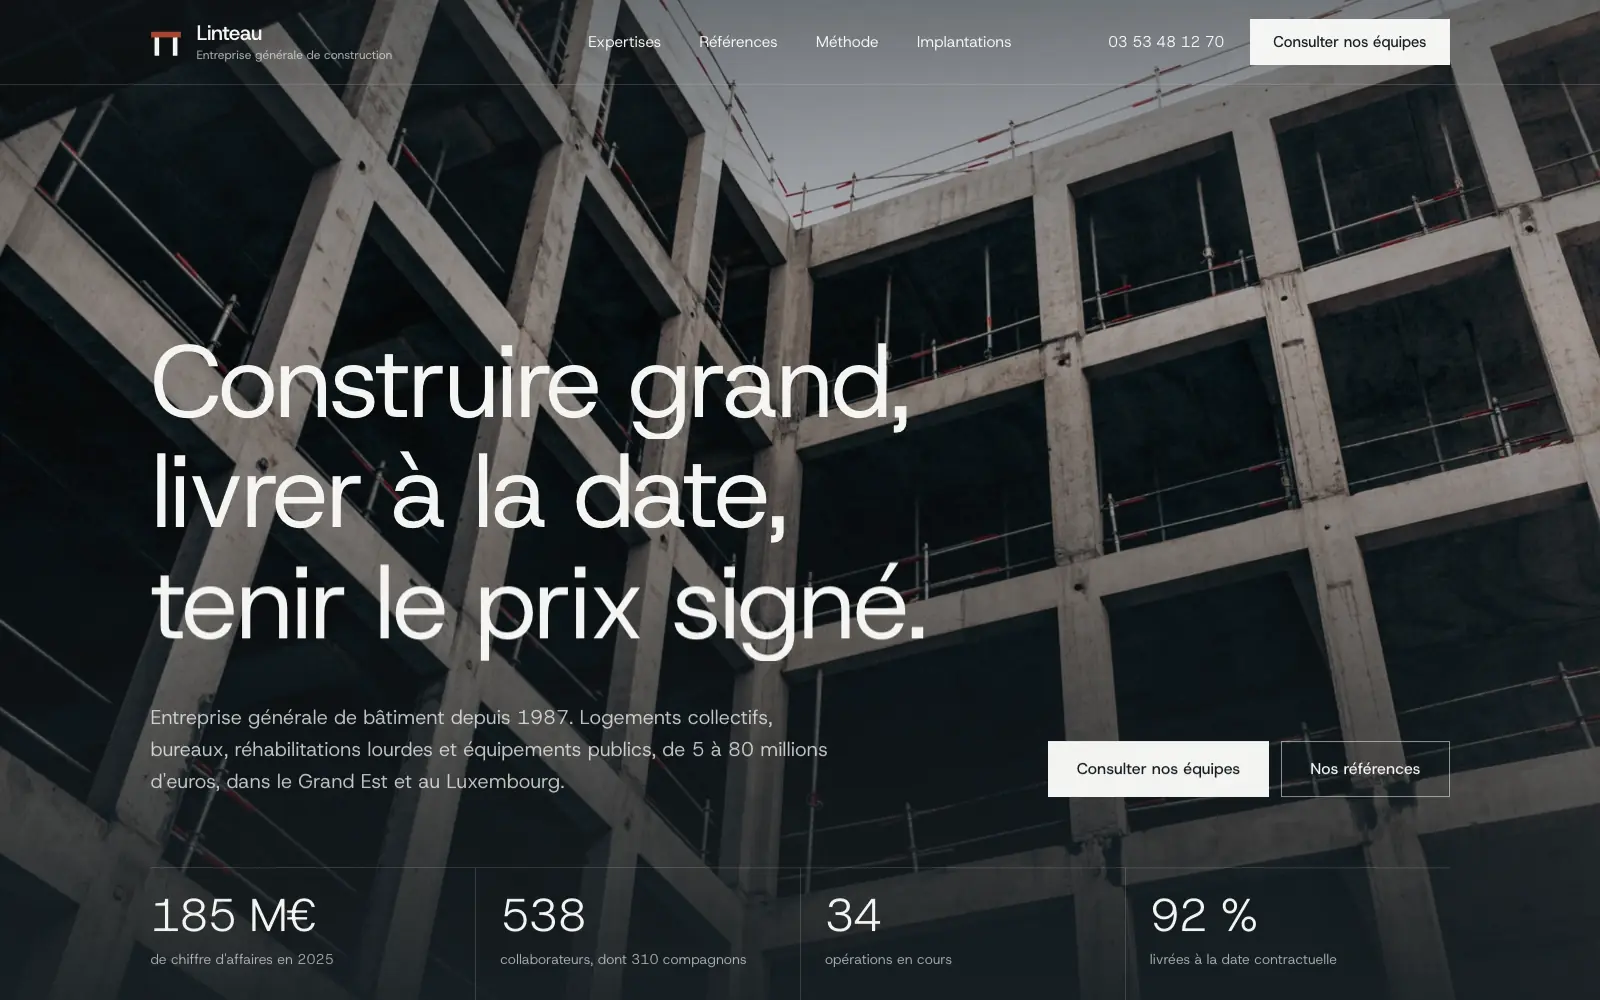 Linteau
Entreprise générale de construction
Expertises
Références
Méthode
Implantations
03 53 48 12 70
Consulter nos équipes
Construire grand,
livrer à la date,
tenir le prix signé.
Entreprise générale de bâtiment depuis 1987. Logements collectifs,
bureaux, réhabilitations lourdes et équipements publics, de 5 à 80 millions
d'euros, dans le Grand Est et au Luxembourg.
Consulter nos équipes
Nos références
185 M€
de chiffre d'affaires en 2025
538
collaborateurs, dont 310 compagnons
34
opérations en cours
92 %
livrées à la date contractuelle